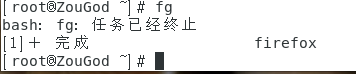 [root@ZouGod ~]# fg
bash: fg: 任务已经终止
[1]+  完成                  firefox
[root@ZouGod ~]#